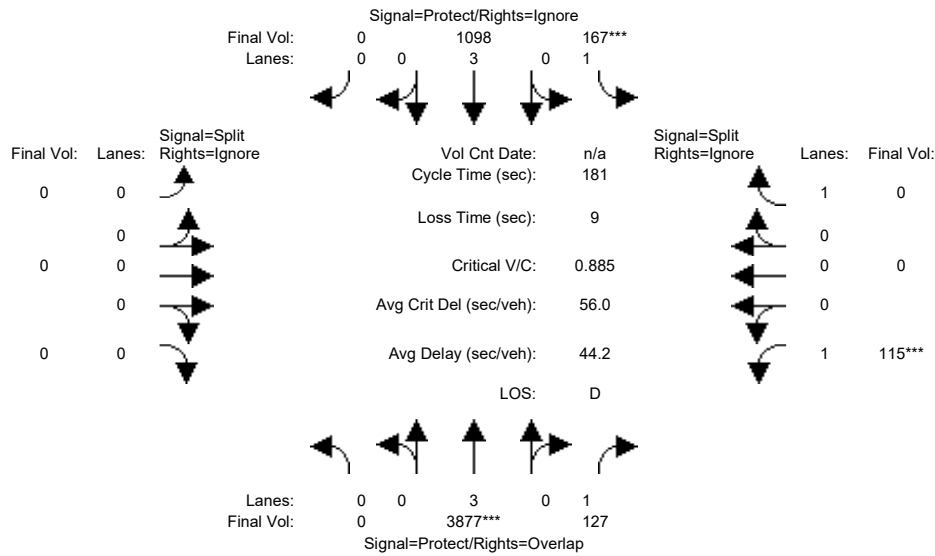 Signal=Protect/Rights=Ignore
Final Vol: 0 1098 167***
Lanes: 0 0 3 0 1
Signal=Split Signal=Split
Final Vol: Lanes: Rights=Ignore Vol Cnt Date: n/a Rights=Ignore Lanes: Final Vol:
Cycle Time (sec): 181
0 0 1 0
Loss Time (sec): 9
0 0
0 0 Critical V/C: 0.885 0 0
0 Avg Crit Del (sec/veh): 56.0 0
0 0 Avg Delay (sec/veh): 44.2 1 115***
LOS: D
Lanes: 0 0 3 0 1
Final Vol: 0 3877*** 127
Signal=Protect/Rights=Overlap